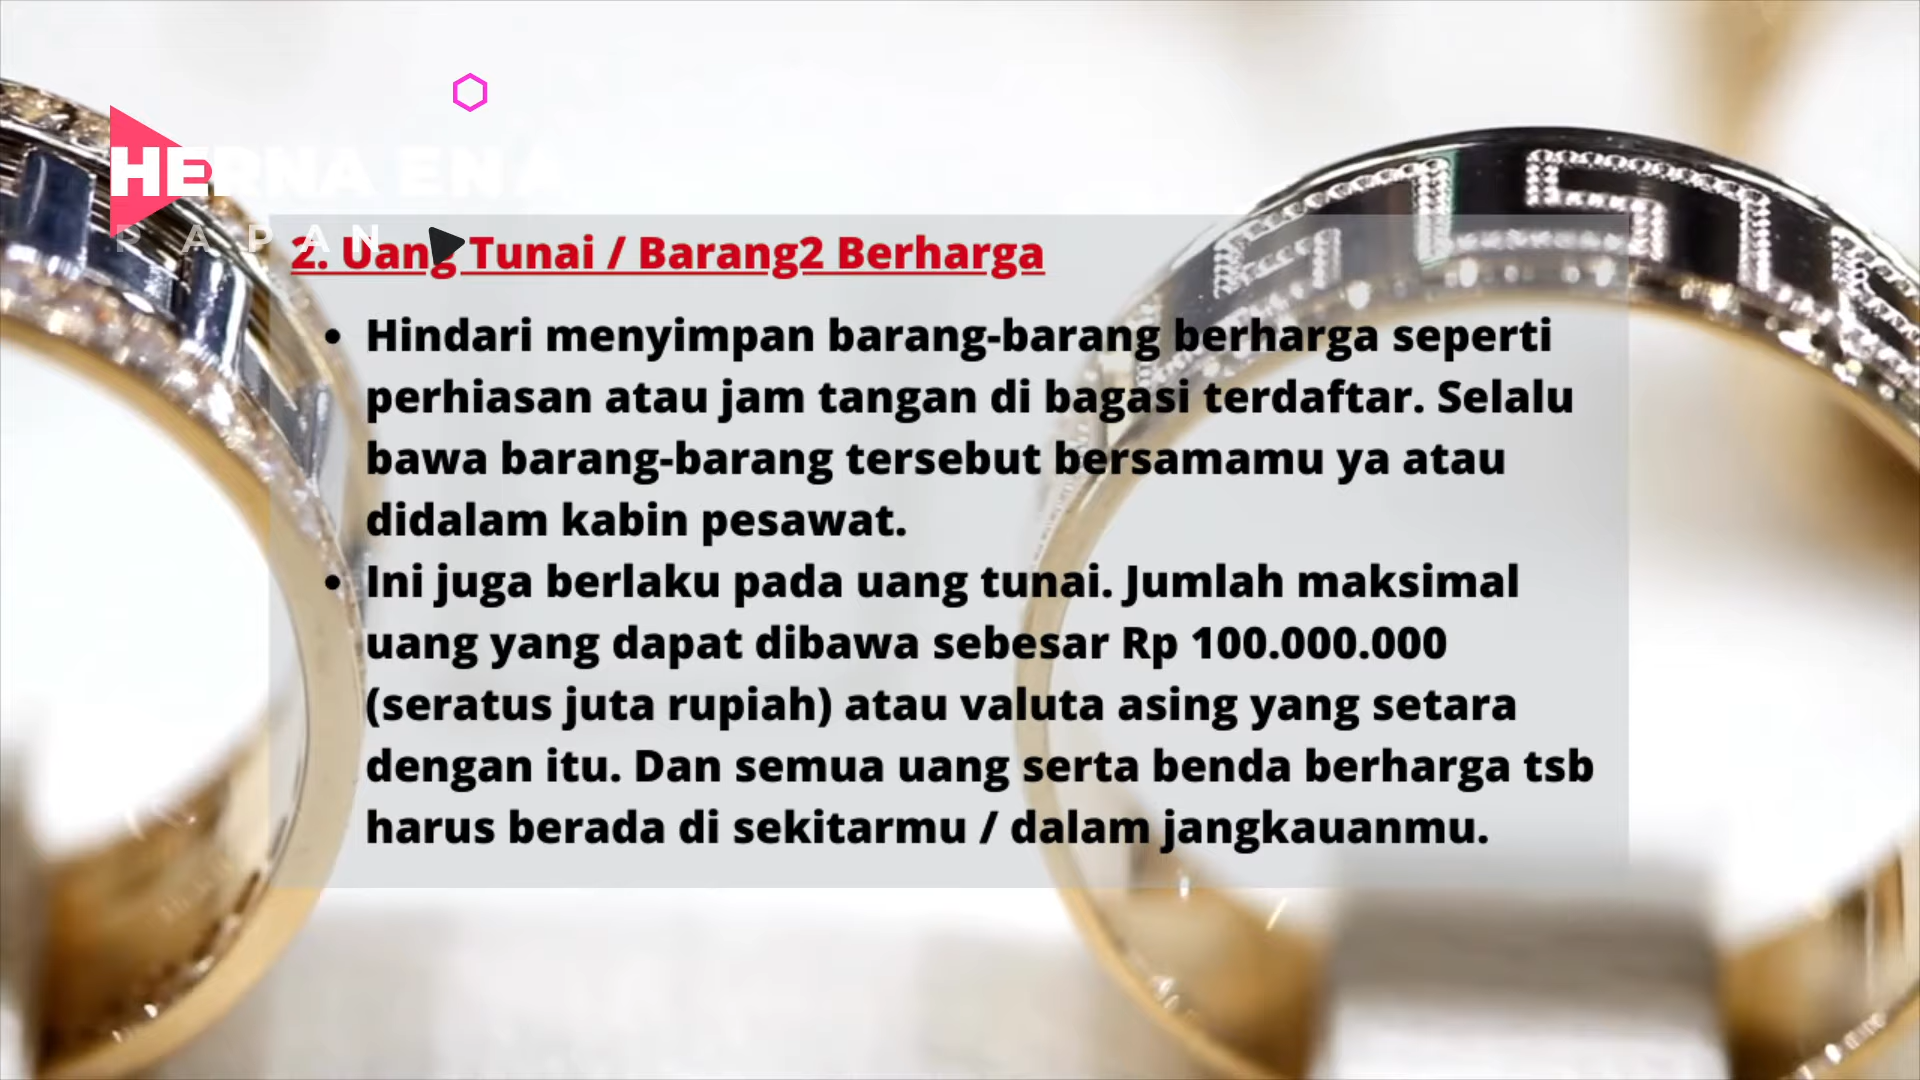 HERNA ENA
PAPAN
2. Uang Tunai / Barang2 Berharga
• Hindari menyimpan barang-barang berharga seperti
perhiasan atau jam tangan di bagasi terdaftar. Selalu
bawa barang-barang tersebut bersamamu ya atau
didalam kabin pesawat.
• Ini juga berlaku pada uang tunai. Jumlah maksimal
uang yang dapat dibawa sebesar Rp 100.000.000
(seratus juta rupiah) atau valuta asing yang setara
dengan itu. Dan semua uang serta benda berharga tsb
harus berada di sekitarmu / dalam jangkauanmu.